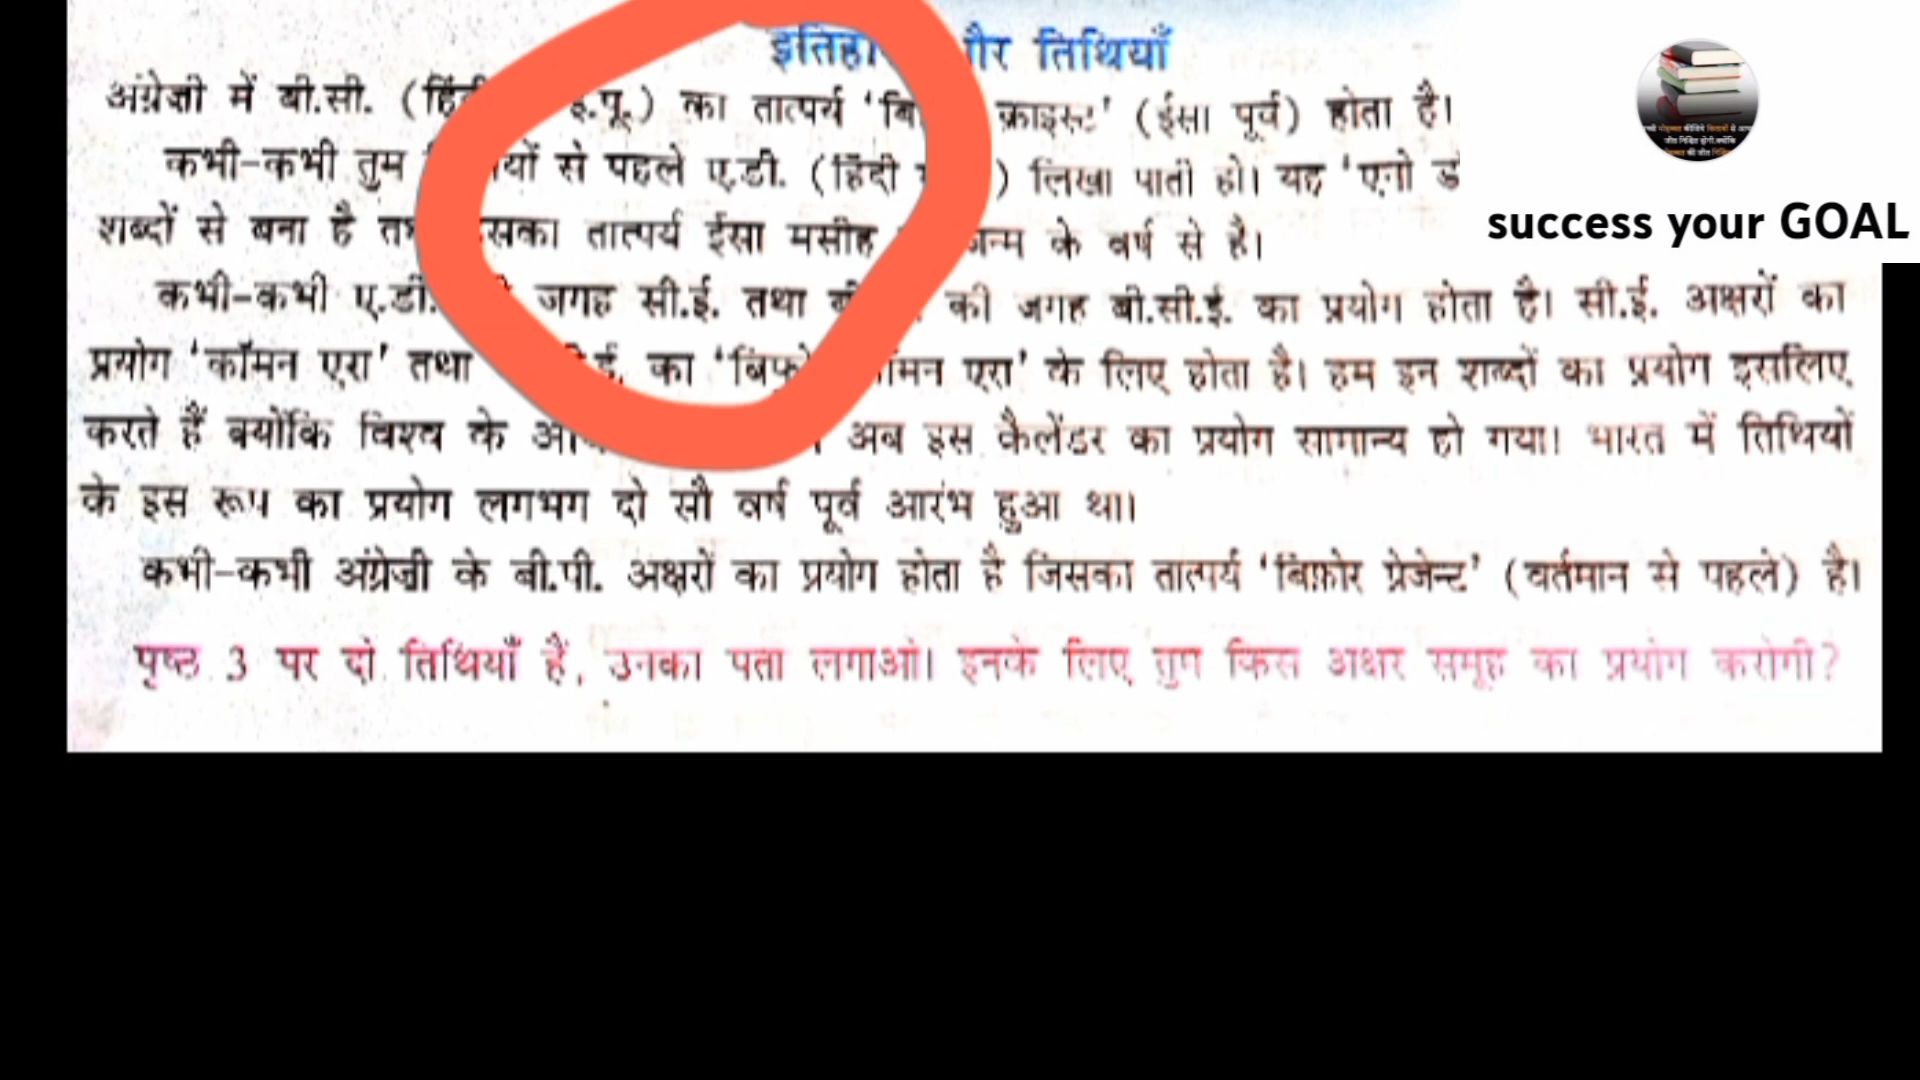 इतिहा और तिथियाँ
अंग्रेज़ी में बी.सी. (हिंदी ई.पू.) का तात्पर्य 'बि क्राइस्ट' (ईसा पूर्व) होता है।
कभी-कभी तुम से पहले ए.डी. (हिंदी ) लिखा पाती हो। यह 'एनो
शब्दों से बना है तथा इसका तात्पर्य ईसा मसीह जन्म के वर्ष से है।
कभी-कभी ए.डी. जगह सी.ई. तथा की जगह बी.सी.ई. का प्रयोग होता है। सी.ई. अक्षरों का
प्रयोग 'कॉमन एरा' तथा का 'बिफ़ोर कॉमन एरा' के लिए होता है। हम इन शब्दों का प्रयोग इसलिए
करते हैं क्योंकि विश्व के अब इस कैलेंडर का प्रयोग सामान्य हो गया। भारत में तिथियों
के इस रूप का प्रयोग लगभग दो सौ वर्ष पूर्व आरंभ हुआ था।
कभी-कभी अंग्रेज़ी के बी.पी. अक्षरों का प्रयोग होता है जिसका तात्पर्य 'बिफ़ोर प्रेजेन्ट' (वर्तमान से पहले) है।
पृष्ठ 3 पर दो तिथियाँ हैं, उनका पता लगाओ। इनके लिए तुम किस अक्षर समूह का प्रयोग करोगी?
success your GOAL